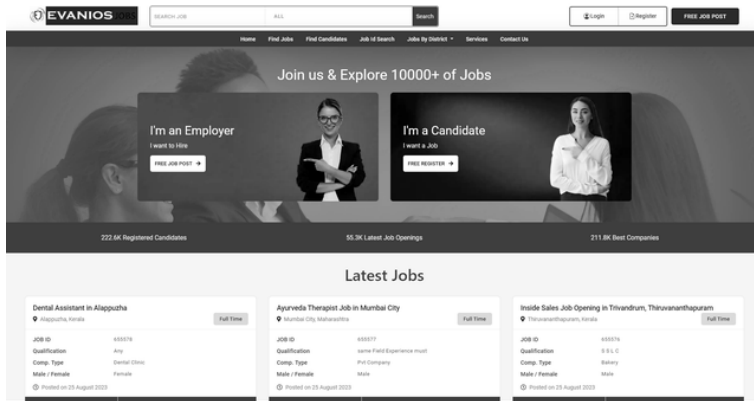 EVANIOS JOBS
SEARCH JOB
ALL
Search
Login
Register
FREE JOB POST
Home Find Jobs Find Candidates Job Id Search Jobs By District Services Contact Us
Join us & Explore 10000+ of Jobs
I'm an Employer
I want to Hire
FREE JOB POST →
I'm a Candidate
I want a Job
FREE REGISTER →
222.6K Registered Candidates
55.3K Latest Job Openings
211.8K Best Companies
Latest Jobs
Dental Assistant in Alappuzha
Alappuzha, Kerala
Full Time
JOB ID 655578
Qualification Any
Comp. Type Dental Clinic
Male / Female Female
Posted on 25 August 2023
Ayurveda Therapist Job in Mumbai City
Mumbai City, Maharashtra
Full Time
JOB ID 655577
Qualification same Field Experience must
Comp. Type Pvt Company
Male / Female Male
Posted on 25 August 2023
Inside Sales Job Opening in Trivandrum, Thiruvananthapuram
Thiruvananthapuram, Kerala
Full Time
JOB ID 655576
Qualification S S L C
Comp. Type Bakery
Male / Female Male
Posted on 25 August 2023